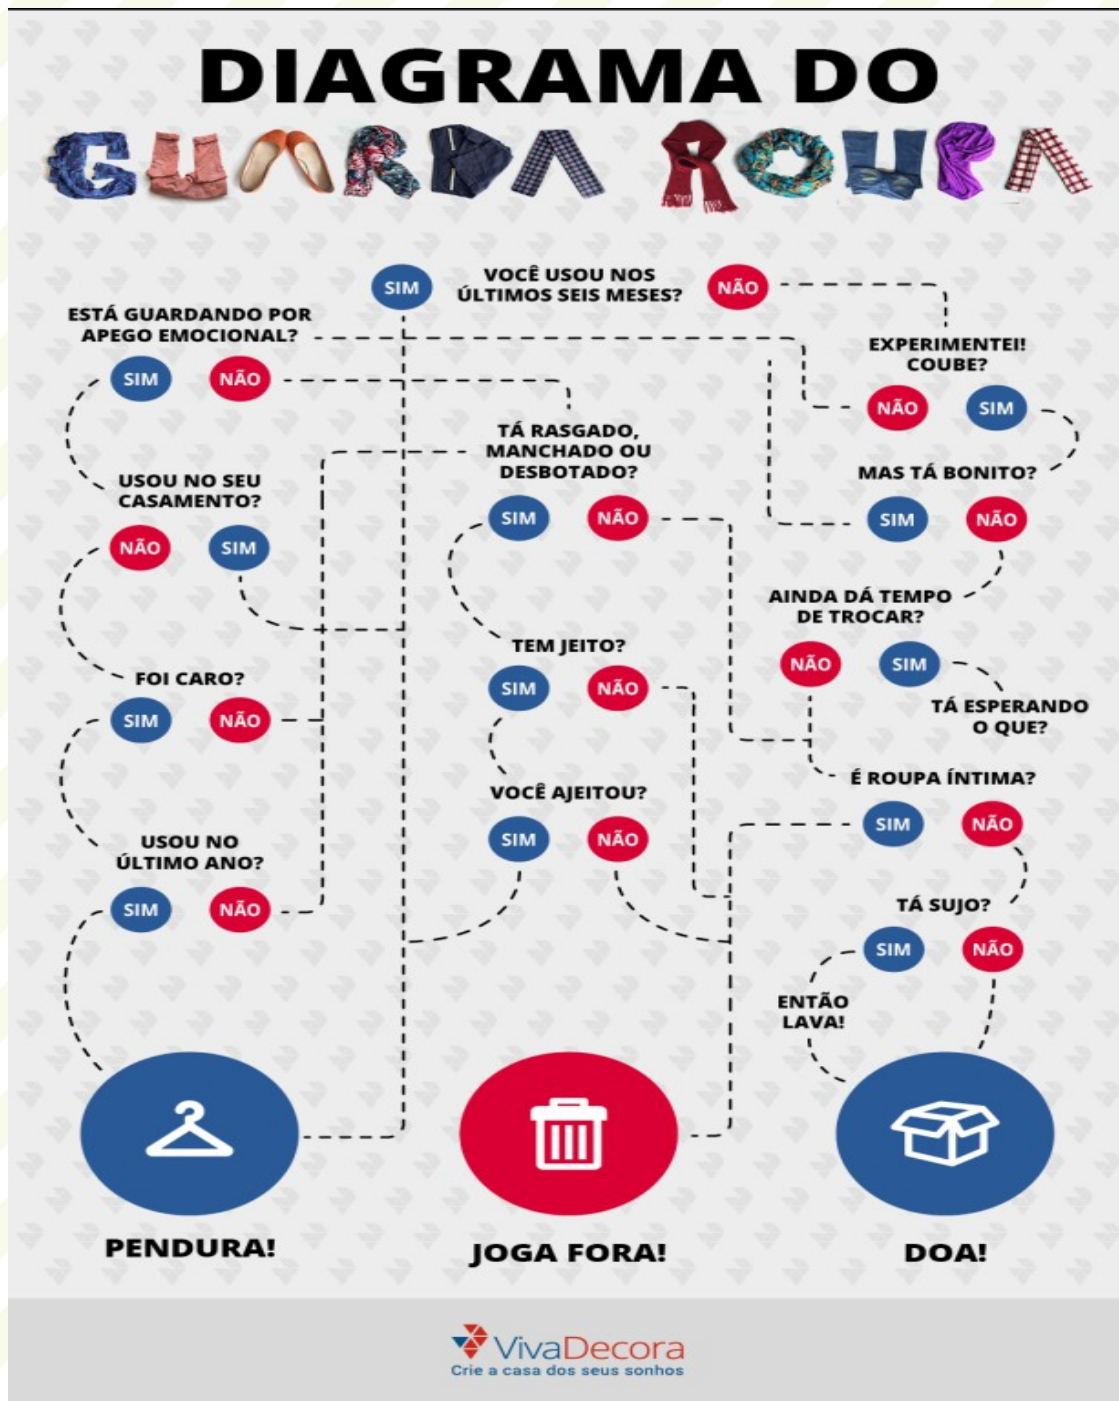 DIAGRAMA DO
GUARDA ROUPA
SIM
VOCÊ USOU NOS
ÚLTIMOS SEIS MESES?
NÃO
ESTÁ GUARDANDO POR
APEGO EMOCIONAL?
SIM
NÃO
EXPERIMENTEI!
COUBE?
NÃO
SIM
TÁ RASGADO,
MANCHADO OU
DESBOTADO?
SIM
NÃO
MAS TÁ BONITO?
SIM
NÃO
USOU NO SEU
CASAMENTO?
NÃO
SIM
AINDA DÁ TEMPO
DE TROCAR?
NÃO
SIM
TÁ ESPERANDO
O QUE?
TEM JEITO?
SIM
NÃO
FOI CARO?
SIM
NÃO
É ROUPA ÍNTIMA?
SIM
NÃO
VOCÊ AJEITOU?
SIM
NÃO
USOU NO
ÚLTIMO ANO?
SIM
NÃO
TÁ SUJO?
SIM
NÃO
ENTÃO
LAVA!
PENDURA!
JOGA FORA!
DOA!
VivaDecora
Crie a casa dos seus sonhos